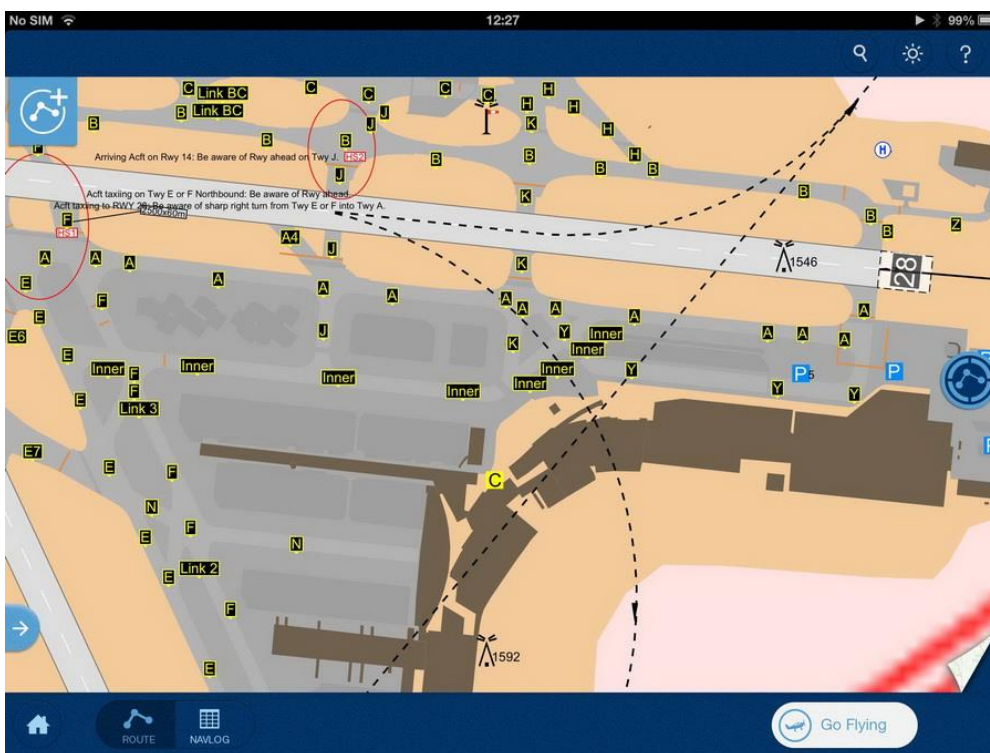 No SIM 12:27 99%
?
C Link BC C C C C H
B Link BC J H H
B J K H
B B B B H
Arriving Acft on Rwy 14: Be aware of Rwy ahead on Twy J. HS2
F J B B B
H
Acft taxiing on Twy E or F Northbound: Be aware of Rwy ahead.
Acft taxiing to RWY 28: Be aware of sharp right turn from Twy E or F into Twy A.
2500x60m
F K B B Z
HS1
A4 J
A A A A K 1546 28
E F A A A A A A
E J Y Inner A A A
E6 E K Inner
Inner F Inner Inner Inner Y P P
E F Inner Inner Y Y
Link 3
E7 E F C
N
E F N
E Link 2
F
E 1592
ROUTE NAVLOG Go Flying